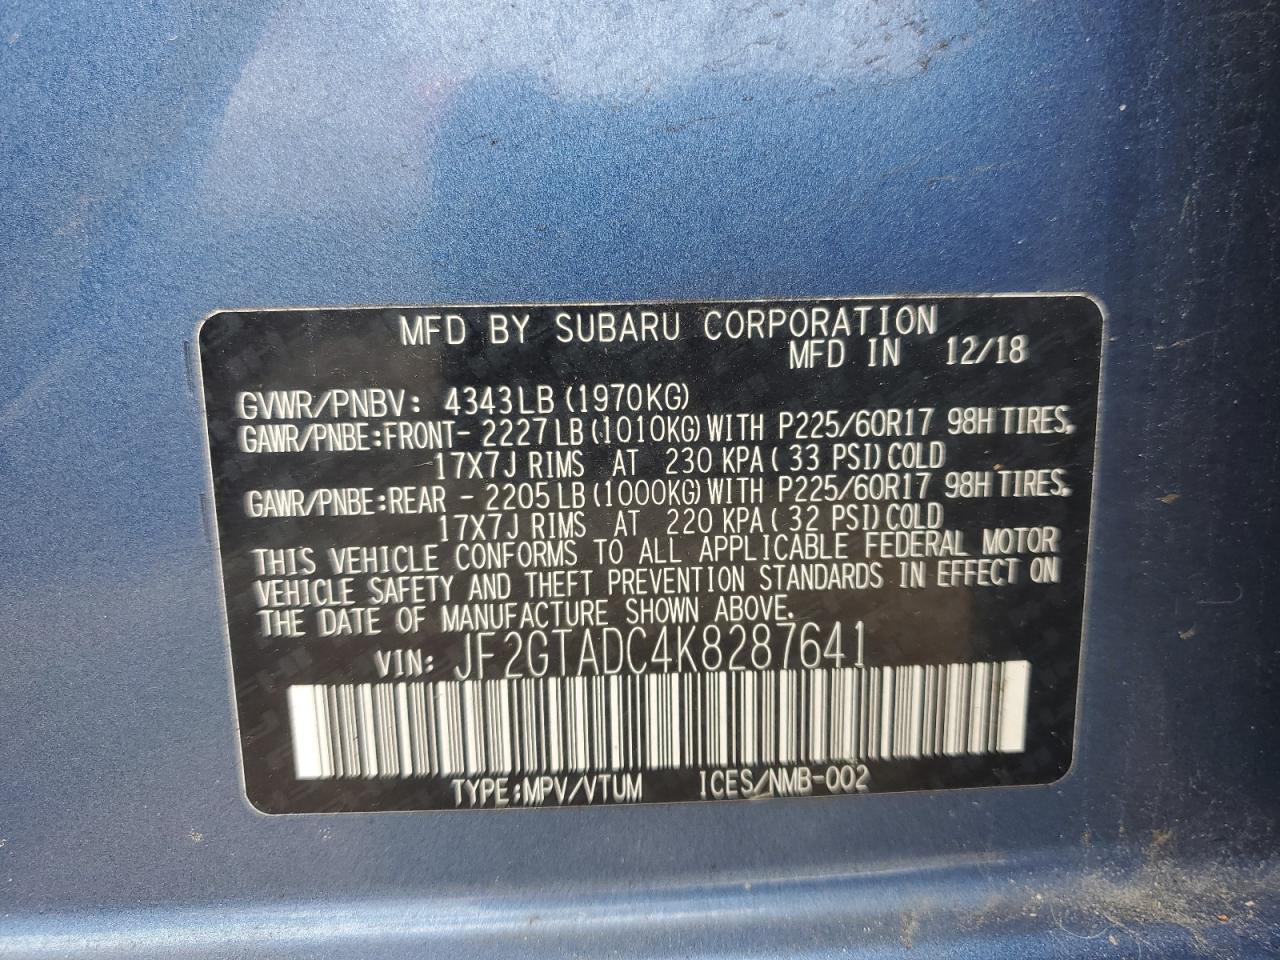 MFD BY SUBARU CORPORATION
MFD IN 12/18
GVWR/PNBV: 4343LB (1970KG)
GAWR/PNBE:FRONT- 2227 LB (1010KG) WITH P225/60R17 98H TIRES,
17X7J RIMS AT 230 KPA ( 33 PSI) COLD
GAWR/PNBE:REAR - 2205 LB (1000KG) WITH P225/60R17 98H TIRES,
17X7J RIMS AT 220 KPA ( 32 PSI) COLD
THIS VEHICLE CONFORMS TO ALL APPLICABLE FEDERAL MOTOR
VEHICLE SAFETY AND THEFT PREVENTION STANDARDS IN EFFECT ON
THE DATE OF MANUFACTURE SHOWN ABOVE.
VIN: JF2GTADC4K8287641
TYPE:MPV/VTUM ICES/NMB-002